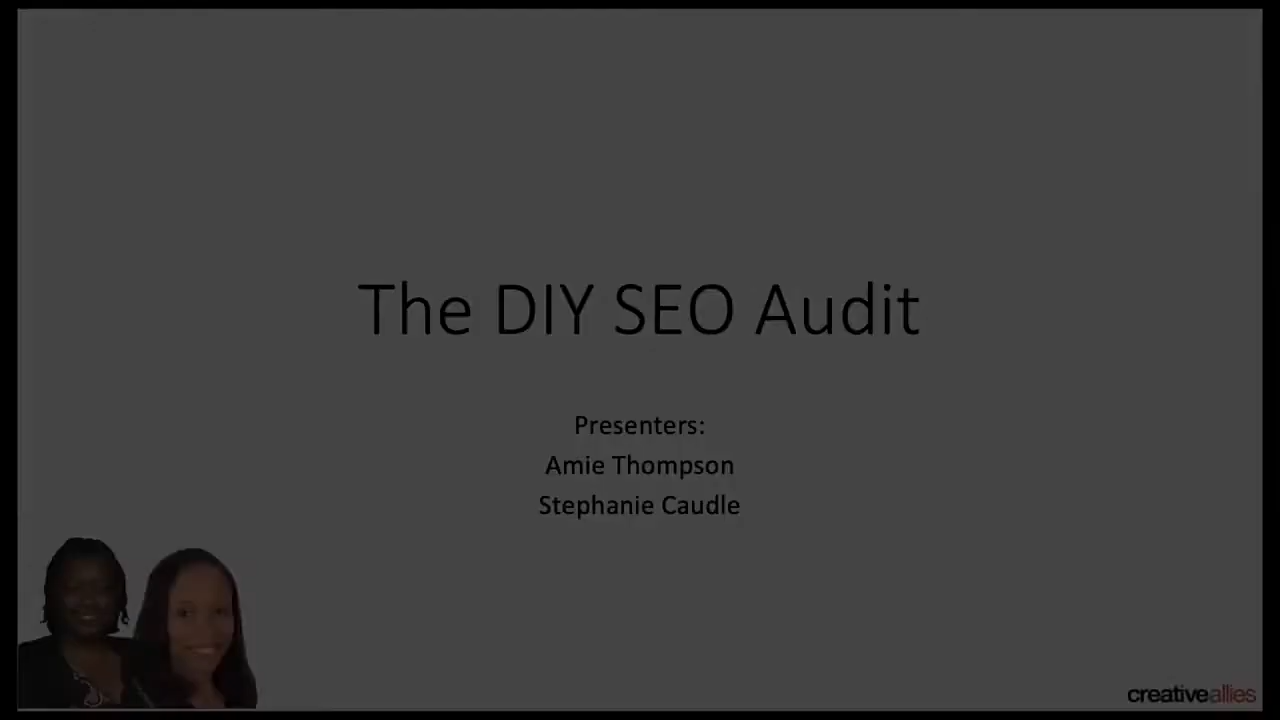 The DIY SEO Audit
Presenters:
Amie Thompson
Stephanie Caudle
creativeallies